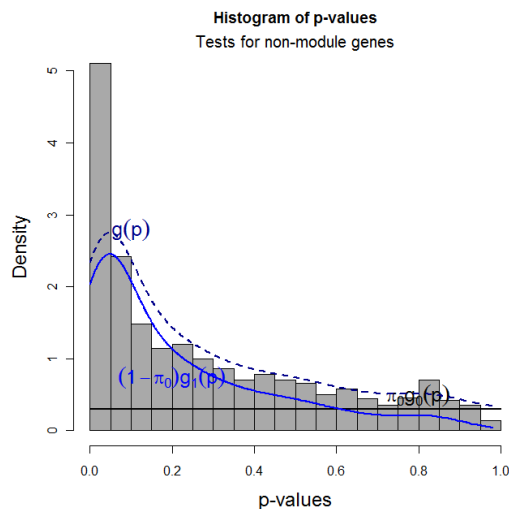 Histogram of p-values
Tests for non-module genes
Density
5
4
3
2
1
0
g(p)
(1−π₀)g₁(p)
π₀g₀(p)
0.0 0.2 0.4 0.6 0.8 1.0
p-values